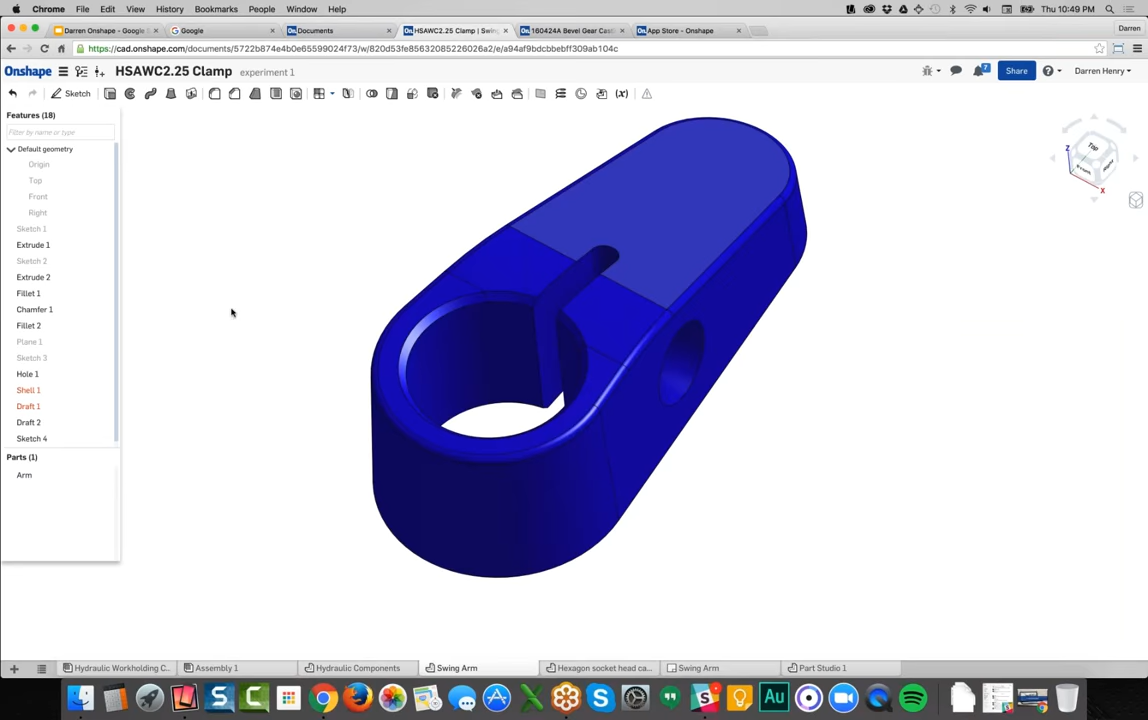 Chrome File Edit View History Bookmarks People Window Help
Thu 10:49 PM
Darren Onshape - Google S
Google
Documents
HSAWC2.25 Clamp | Swin
160424A Bevel Gear Cast
App Store - Onshape
Darren
https://cad.onshape.com/documents/5722b874e4b0e65599024f73/w/820d53fe85632085226026a2/e/a94af9bdcbbebff309ab104c
Onshape
HSAWC2.25 Clamp experiment 1
7
Share
Darren Henry
Sketch
(x)
Features (18)
Filter by name or type
Default geometry
Origin
Top
Front
Right
Sketch 1
Extrude 1
Sketch 2
Extrude 2
Fillet 1
Chamfer 1
Fillet 2
Plane 1
Sketch 3
Hole 1
Shell 1
Draft 1
Draft 2
Sketch 4
Parts (1)
Arm
Top
Front
Right
Z
X
Hydraulic Workholding C...
Assembly 1
Hydraulic Components
Swing Arm
Hexagon socket head ca...
Swing Arm
Part Studio 1